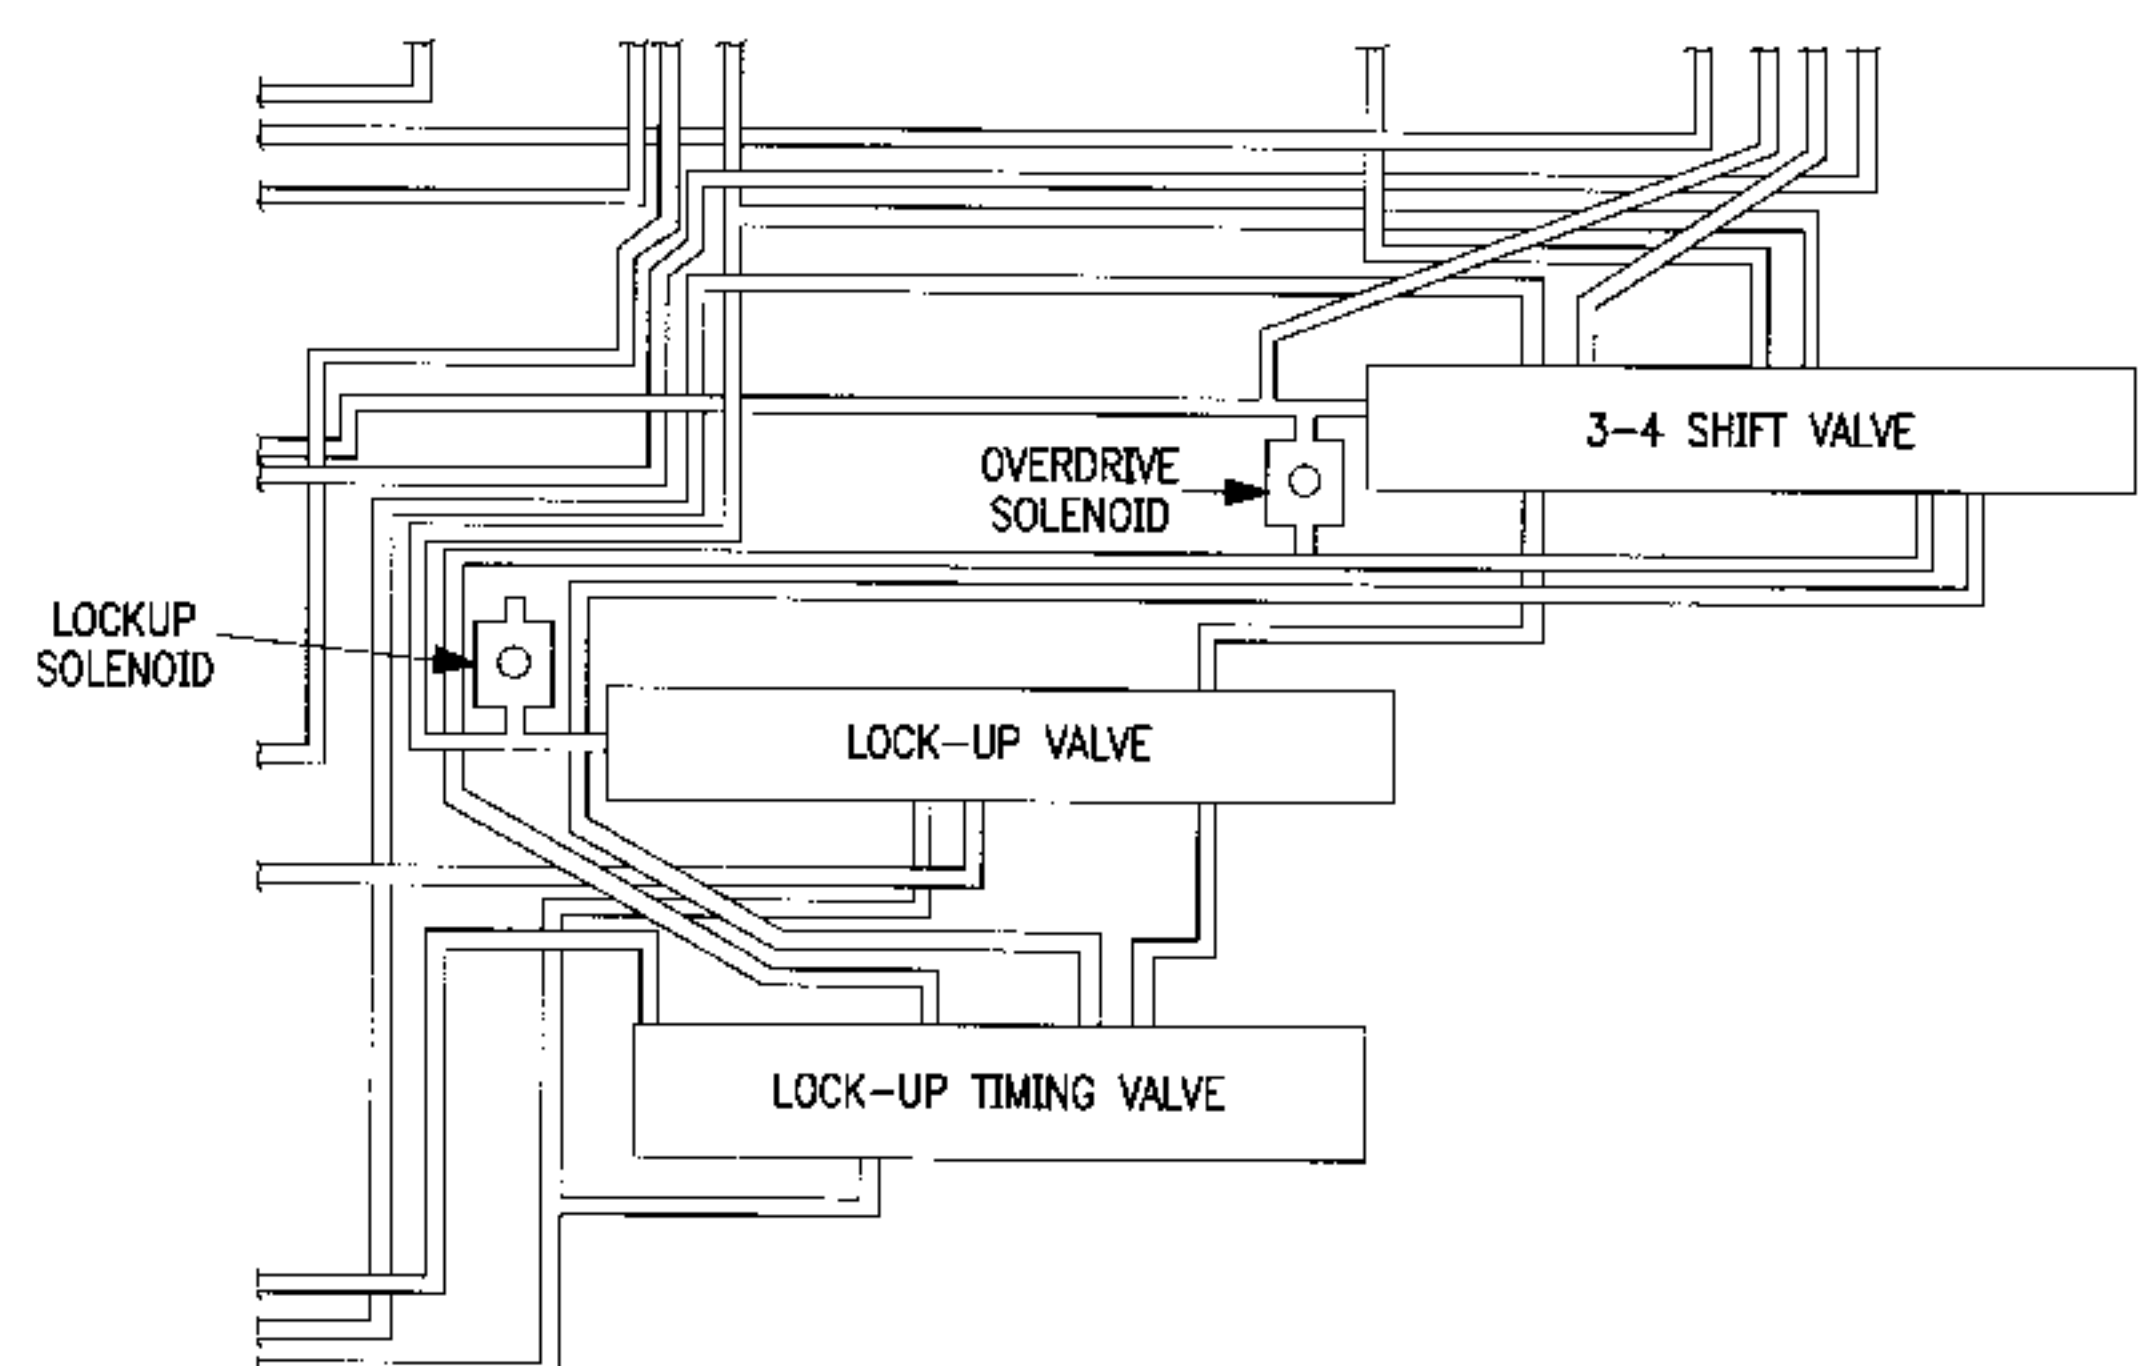 3-4 SHIFT VALVE
OVERDRIVE
SOLENOID
LOCKUP
SOLENOID
LOCK-UP VALVE
LOCK-UP TIMING VALVE